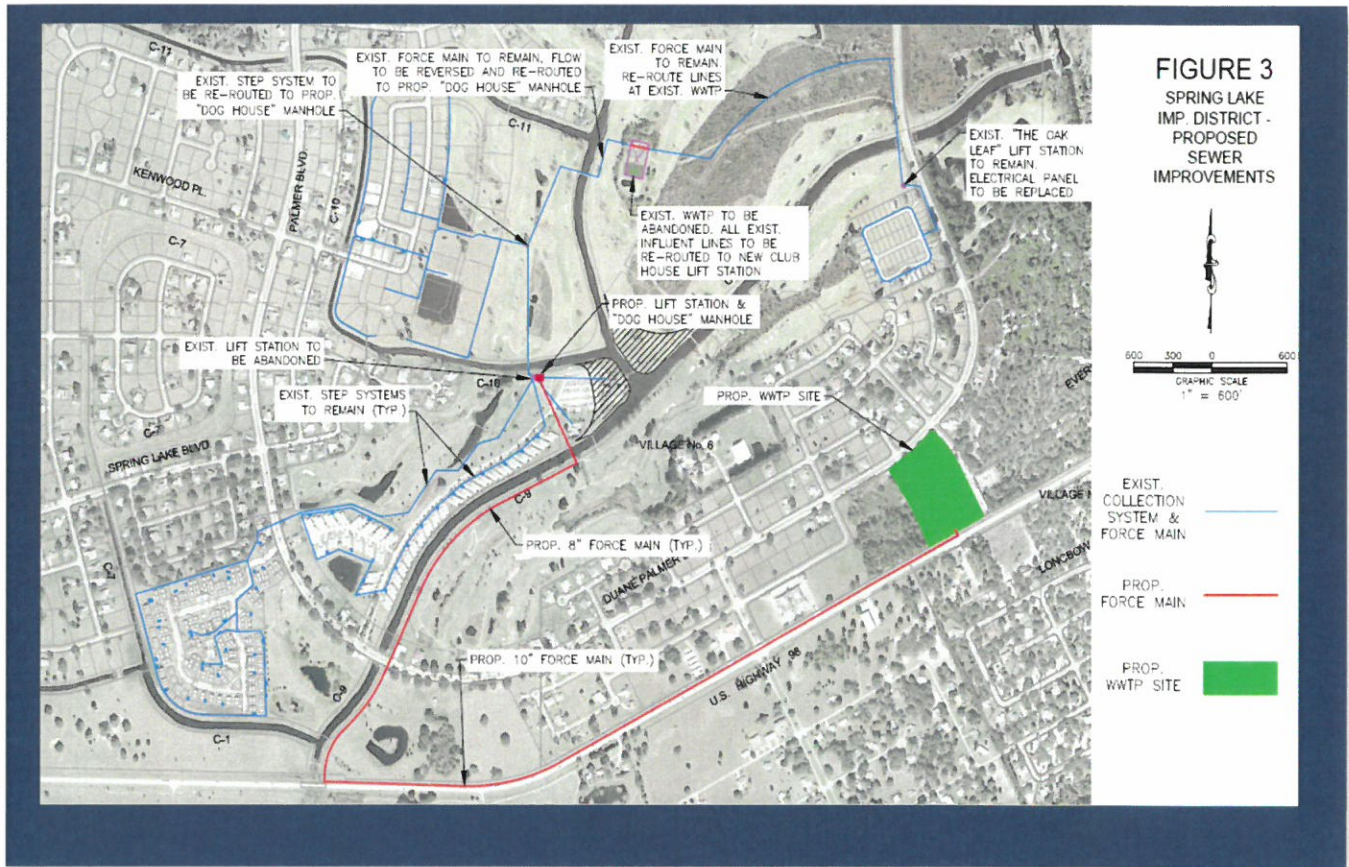 FIGURE 3
SPRING LAKE
IMP. DISTRICT -
PROPOSED
SEWER
IMPROVEMENTS
600 300 0 600
GRAPHIC SCALE
1" = 600'
EXIST.
COLLECTION
SYSTEM &
FORCE MAIN
PROP.
FORCE MAIN
PROP.
WWTP SITE
C-11
EXIST. FORCE MAIN TO REMAIN, FLOW
TO BE REVERSED AND RE-ROUTED
TO PROP. "DOG HOUSE" MANHOLE
EXIST. FORCE MAIN
TO REMAIN.
RE-ROUTE LINES
AT EXIST. WWTP
EXIST. STEP SYSTEM TO
BE RE-ROUTED TO PROP.
"DOG HOUSE" MANHOLE
C-11
EXIST. "THE OAK
LEAF" LIFT STATION
TO REMAIN.
ELECTRICAL PANEL
TO BE REPLACED
KENWOOD PL.
PALMER BLVD.
C-10
C-7
EXIST. WWTP TO BE
ABANDONED. ALL EXIST.
INFLUENT LINES TO BE
RE-ROUTED TO NEW CLUB
HOUSE LIFT STATION
PROP. LIFT STATION &
"DOG HOUSE" MANHOLE
EXIST. LIFT STATION TO
BE ABANDONED
C-10
EXIST. STEP SYSTEMS
TO REMAIN (TYP.)
PROP. WWTP SITE
C-7
SPRING LAKE BLVD
VILLAGE No. 6
C-9
VILLAGE
PROP. 8" FORCE MAIN (TYP.)
C-7
DUANE PALMER
LONGBOW
PROP. 10" FORCE MAIN (TYP.)
U.S. HIGHWAY 98
C-9
C-1